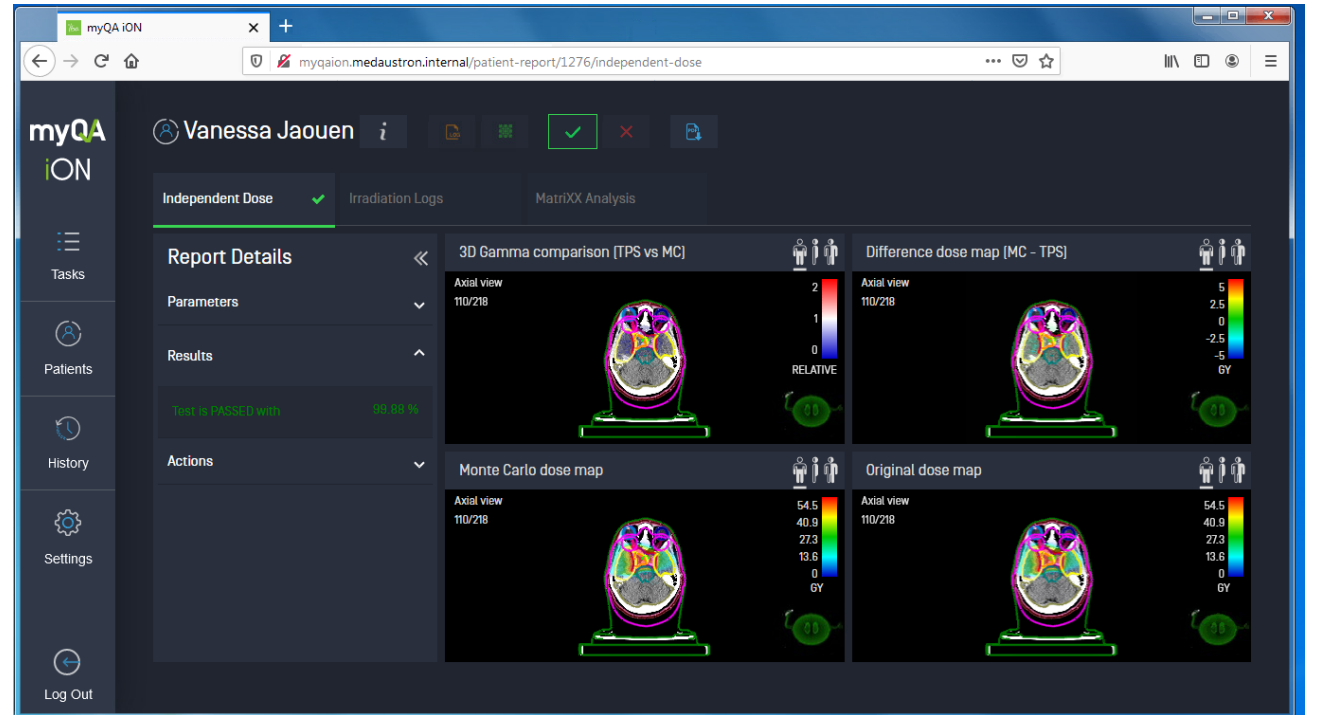 myQA iON
myqaion.medaustron.internal/patient-report/1276/independent-dose
myQA
iON
Vanessa Jaouen
i
LOG
PDF
Independent Dose
Irradiation Logs
MatriXX Analysis
Tasks
Patients
History
Settings
Log Out
Report Details
Parameters
Results
Test is PASSED with 99.88 %
Actions
3D Gamma comparison (TPS vs MC)
Axial view
110/218
2
1
0
RELATIVE
Difference dose map (MC - TPS)
Axial view
110/218
5
2.5
0
-2.5
-5
GY
Monte Carlo dose map
Axial view
110/218
54.5
40.9
27.3
13.6
0
GY
Original dose map
Axial view
110/218
54.5
40.9
27.3
13.6
0
GY